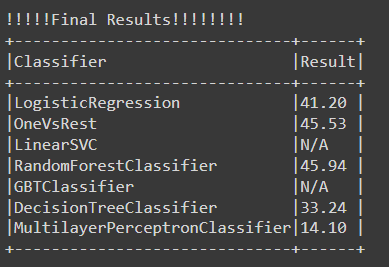 !!!!!Final Results!!!!!!!!
+----------------------------+------+
|Classifier                  |Result|
+----------------------------+------+
|LogisticRegression          |41.20 |
|OneVsRest                   |45.53 |
|LinearSVC                   |N/A   |
|RandomForestClassifier      |45.94 |
|GBTClassifier               |N/A   |
|DecisionTreeClassifier      |33.24 |
|MultilayerPerceptronClassifier|14.10 |
+----------------------------+------+